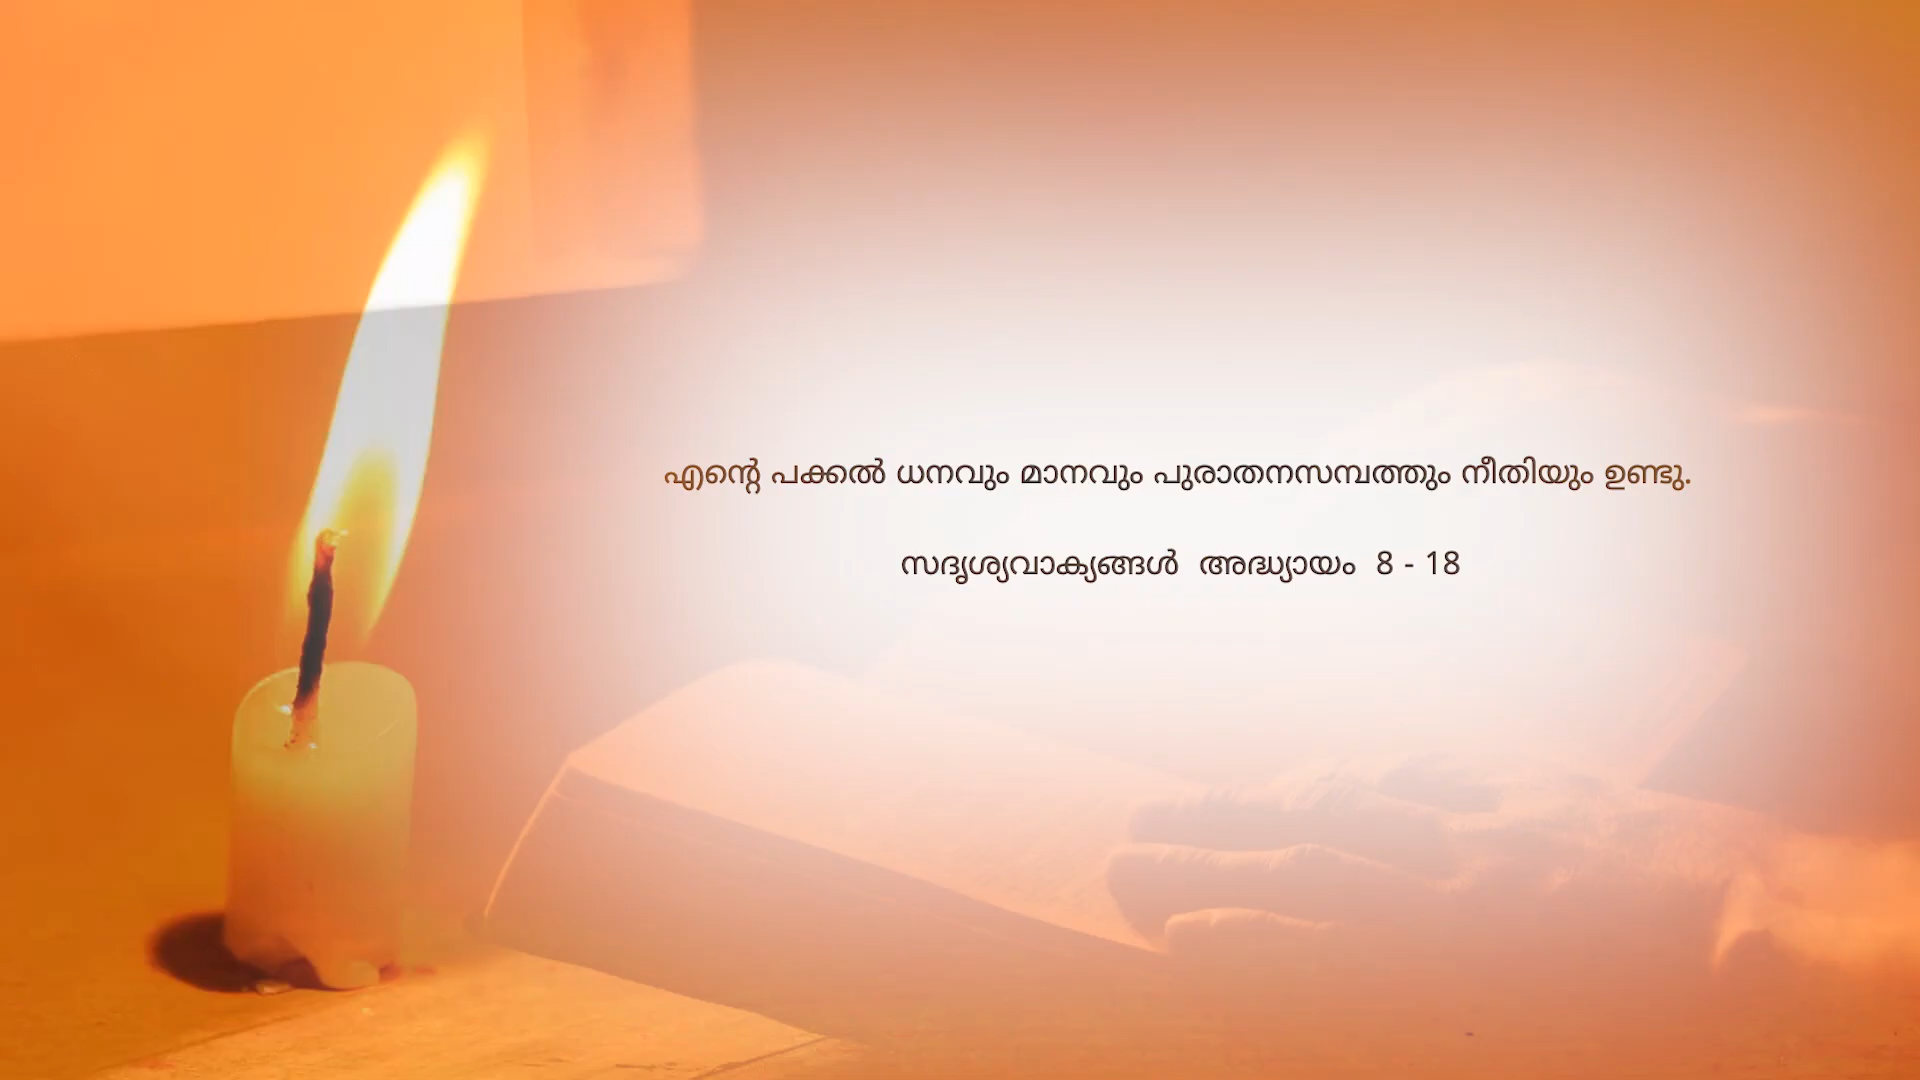 എന്റെ പക്കൽ ധനവും മാനവും പുരാതനസമ്പത്തും നീതിയും ഉണ്ടു.
സദൃശ്യവാക്യങ്ങൾ അദ്ധ്യായം 8 - 18